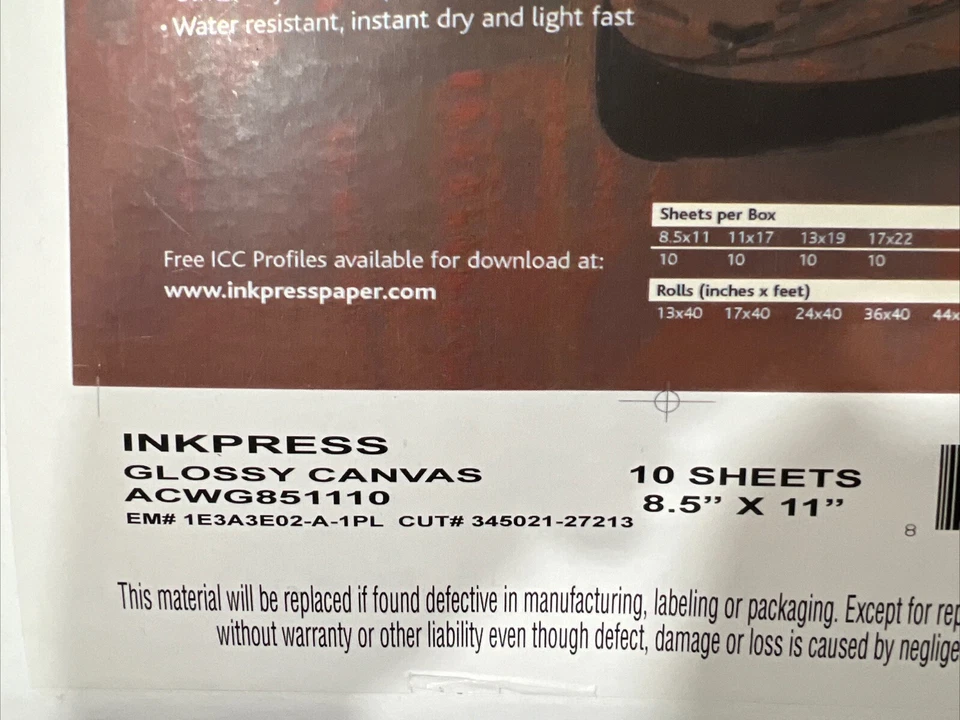 • Water resistant, instant dry and light fast
Free ICC Profiles available for download at:
www.inkpresspaper.com
Sheets per Box
8.5x11 11x17 13x19 17x22
10 10 10 10
Rolls (inches x feet)
13x40 17x40 24x40 36x40 44x
INKPRESS
GLOSSY CANVAS
ACWG851110
EM# 1E3A3E02-A-1PL CUT# 345021-27213
10 SHEETS
8.5” X 11”
8
This material will be replaced if found defective in manufacturing, labeling or packaging. Except for rep
without warranty or other liability even though defect, damage or loss is caused by neglige